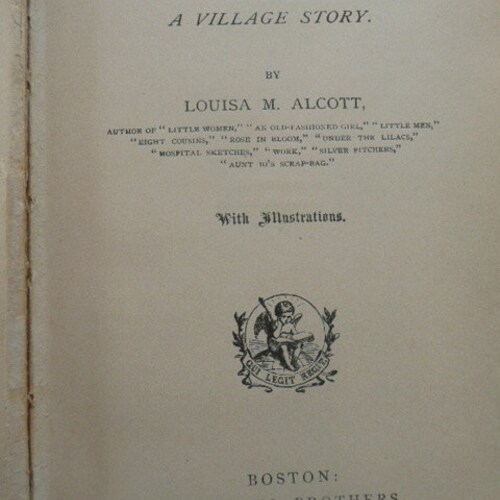 A VILLAGE STORY.
BY
LOUISA M. ALCOTT,
AUTHOR OF "LITTLE WOMEN," "AN OLD-FASHIONED GIRL," "LITTLE MEN,"
"EIGHT COUSINS," "ROSE IN BLOOM," "UNDER THE LILACS,"
"HOSPITAL SKETCHES," "WORK," "SILVER PITCHERS,"
"AUNT JO'S SCRAP-BAG."
With Illustrations.
QUI LEGIT REGIT
BOSTON:
BROTHERS